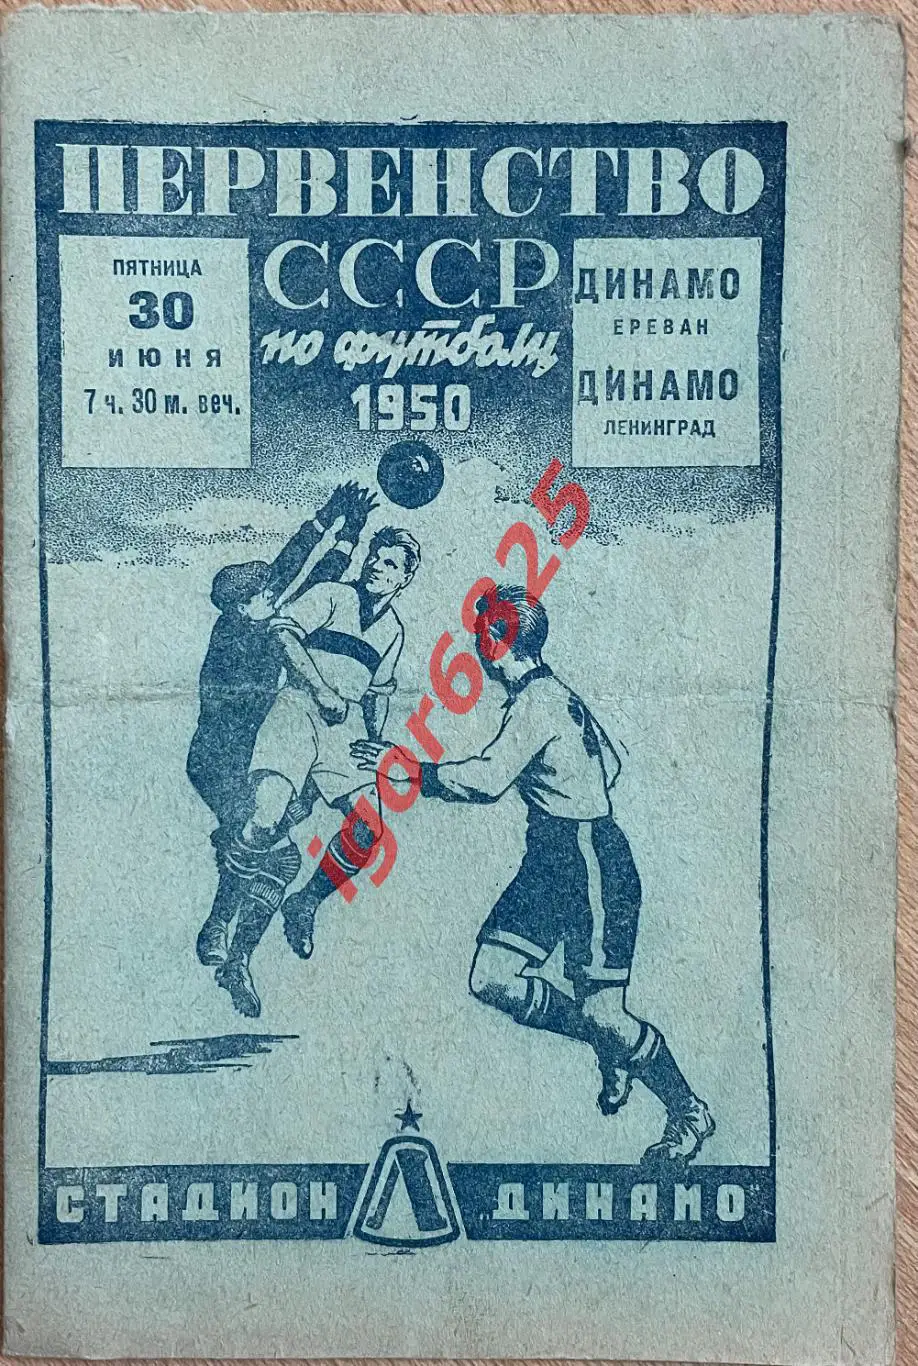 ПЕРВЕНСТВО
СССР
по футболу
1950
ПЯТНИЦА
30
ИЮНЯ
7 ч. 30 м. веч.
ДИНАМО
ЕРЕВАН
ДИНАМО
ЛЕНИНГРАД
igor6825
Л
СТАДИОН „ДИНАМО"